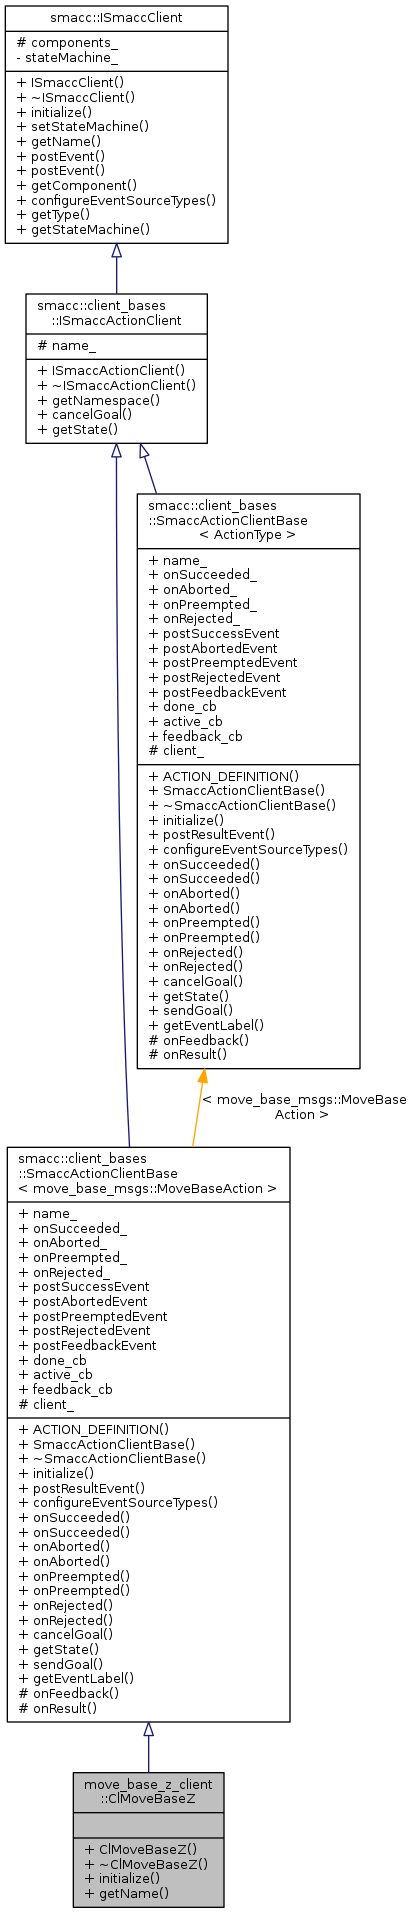 smacc::ISmaccClient
# components_
- stateMachine_
+ ISmaccClient()
+ ~ISmaccClient()
+ initialize()
+ setStateMachine()
+ getName()
+ postEvent()
+ postEvent()
+ getComponent()
+ configureEventSourceTypes()
+ getType()
+ getStateMachine()
smacc::client_bases
::ISmaccActionClient
# name_
+ ISmaccActionClient()
+ ~ISmaccActionClient()
+ getNamespace()
+ cancelGoal()
+ getState()
smacc::client_bases
::SmaccActionClientBase
< ActionType >
+ name_
+ onSucceeded_
+ onAborted_
+ onPreempted_
+ onRejected_
+ postSuccessEvent
+ postAbortedEvent
+ postPreemptedEvent
+ postRejectedEvent
+ postFeedbackEvent
+ done_cb
+ active_cb
+ feedback_cb
# client_
+ ACTION_DEFINITION()
+ SmaccActionClientBase()
+ ~SmaccActionClientBase()
+ initialize()
+ postResultEvent()
+ configureEventSourceTypes()
+ onSucceeded()
+ onSucceeded()
+ onAborted()
+ onAborted()
+ onPreempted()
+ onPreempted()
+ onRejected()
+ onRejected()
+ cancelGoal()
+ getState()
+ sendGoal()
+ getEventLabel()
# onFeedback()
# onResult()
< move_base_msgs::MoveBase
Action >
smacc::client_bases
::SmaccActionClientBase
< move_base_msgs::MoveBaseAction >
+ name_
+ onSucceeded_
+ onAborted_
+ onPreempted_
+ onRejected_
+ postSuccessEvent
+ postAbortedEvent
+ postPreemptedEvent
+ postRejectedEvent
+ postFeedbackEvent
+ done_cb
+ active_cb
+ feedback_cb
# client_
+ ACTION_DEFINITION()
+ SmaccActionClientBase()
+ ~SmaccActionClientBase()
+ initialize()
+ postResultEvent()
+ configureEventSourceTypes()
+ onSucceeded()
+ onSucceeded()
+ onAborted()
+ onAborted()
+ onPreempted()
+ onPreempted()
+ onRejected()
+ onRejected()
+ cancelGoal()
+ getState()
+ sendGoal()
+ getEventLabel()
# onFeedback()
# onResult()
move_base_z_client
::ClMoveBaseZ
+ ClMoveBaseZ()
+ ~ClMoveBaseZ()
+ initialize()
+ getName()